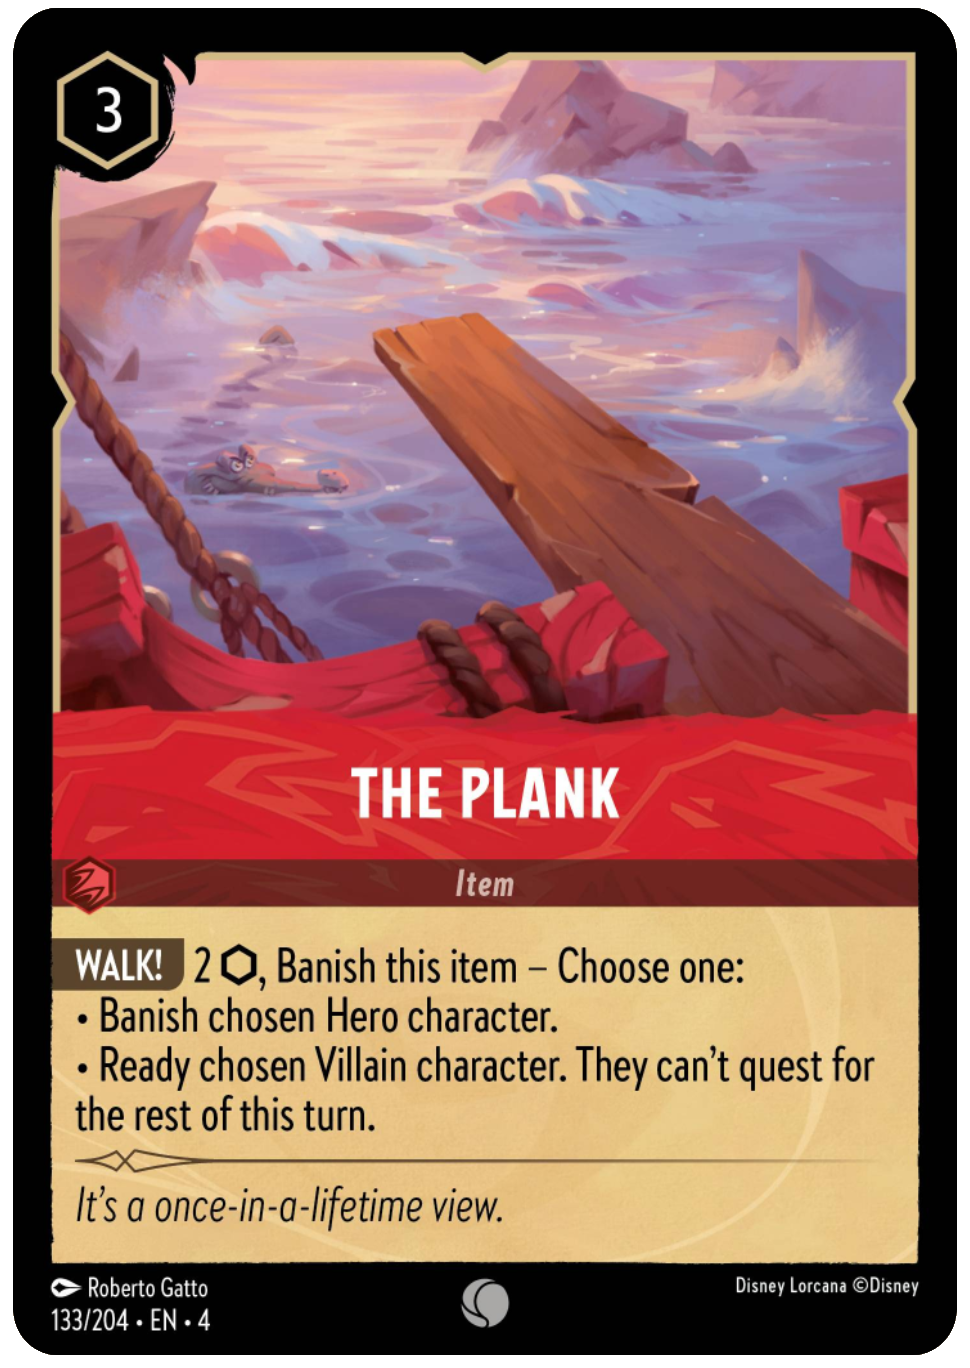 3
THE PLANK
Item
WALK! 2 ⬡, Banish this item – Choose one:
• Banish chosen Hero character.
• Ready chosen Villain character. They can’t quest for
the rest of this turn.
It’s a once-in-a-lifetime view.
Roberto Gatto
133/204 • EN • 4
Disney Lorcana ©Disney